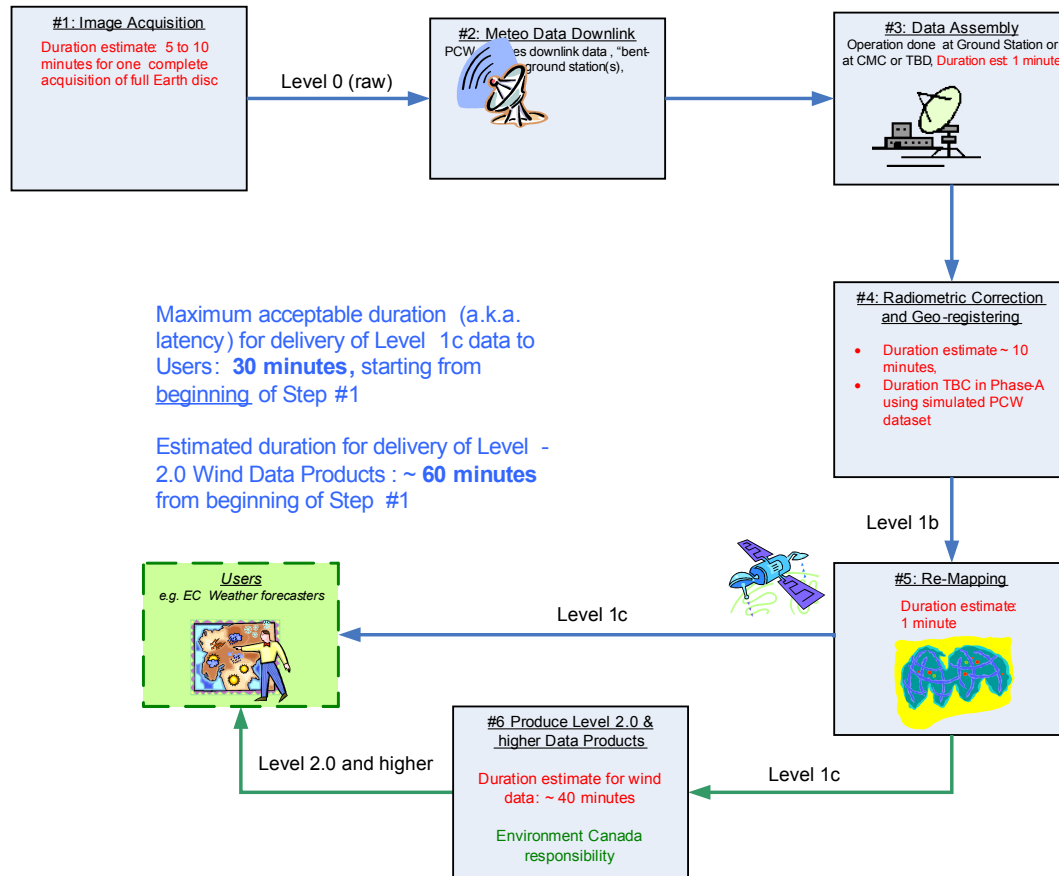 #1: Image Acquisition
Duration estimate: 5 to 10
minutes for one complete
acquisition of full Earth disc
Level 0 (raw)
#2: Meteo Data Downlink
PCW es downlink data , “bent-
ground station(s),
#3: Data Assembly
Operation done at Ground Station or
at CMC or TBD, Duration est: 1 minute
#4: Radiometric Correction
and Geo-registering
• Duration estimate ~ 10
minutes,
• Duration TBC in Phase-A
using simulated PCW
dataset
Maximum acceptable duration (a.k.a.
latency) for delivery of Level 1c data to
Users: 30 minutes, starting from
beginning of Step #1
Estimated duration for delivery of Level -
2.0 Wind Data Products : ~ 60 minutes
from beginning of Step #1
Level 1b
#5: Re-Mapping
Duration estimate:
1 minute
Level 1c
Users
e.g. EC Weather forecasters
Level 1c
#6 Produce Level 2.0 &
higher Data Products
Duration estimate for wind
data: ~ 40 minutes
Environment Canada
responsibility
Level 2.0 and higher